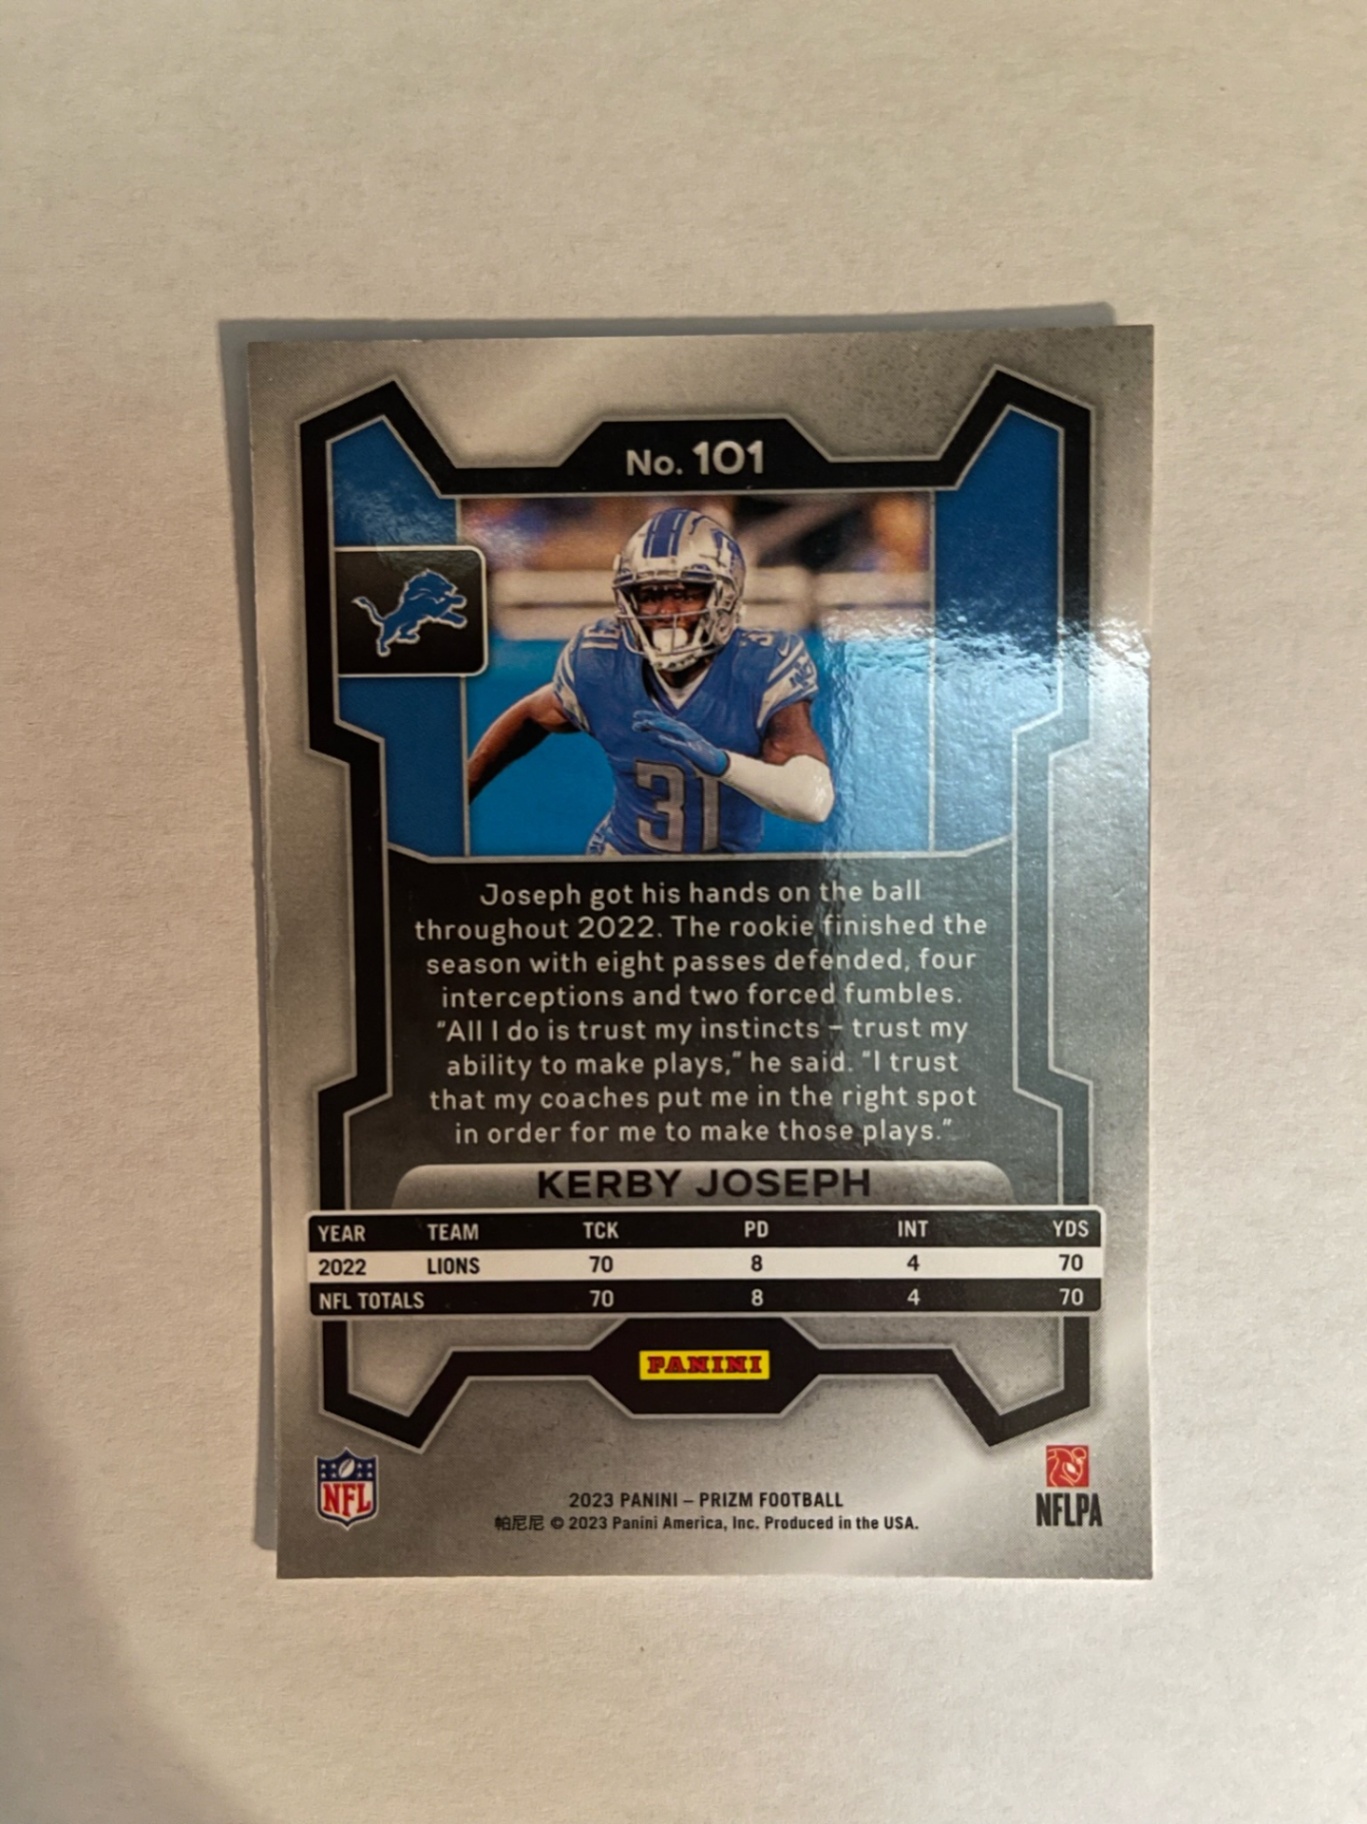 No. 101
31
31
31
Joseph got his hands on the ball
throughout 2022. The rookie finished the
season with eight passes defended, four
interceptions and two forced fumbles.
"All I do is trust my instincts – trust my
ability to make plays," he said. "I trust
that my coaches put me in the right spot
in order for me to make those plays."
KERBY JOSEPH
YEAR TEAM TCK PD INT YDS
2022 LIONS 70 8 4 70
NFL TOTALS 70 8 4 70
PANINI
NFL
2023 PANINI – PRIZM FOOTBALL
帕尼尼 © 2023 Panini America, Inc. Produced in the USA.
NFLPA